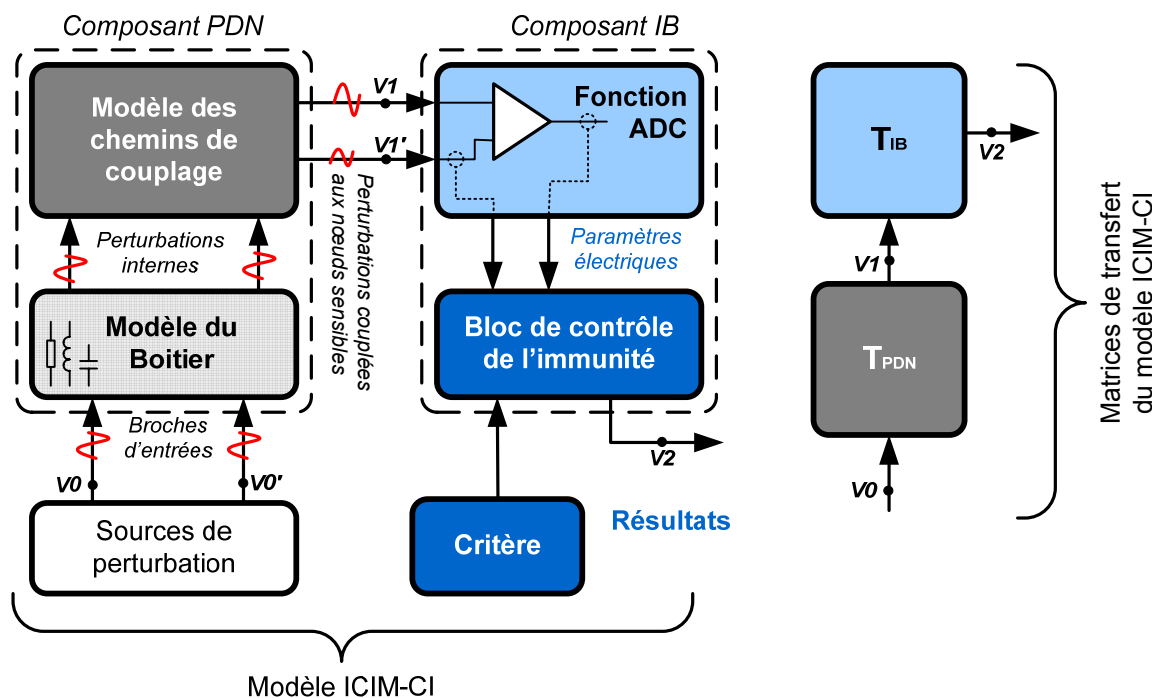 Composant PDN
Modèle des
chemins de
couplage
Perturbations
internes
Modèle du
Boitier
Broches
d'entrées
V0
V0'
Sources de
perturbation
V1
V1'
Perturbations couplées
aux nœuds sensibles
Composant IB
Fonction
ADC
Paramètres
électriques
Bloc de contrôle
de l'immunité
V2
Critère
Résultats
Modèle ICIM-CI
TIB
V2
V1
TPDN
V0
Matrices de transfert
du modèle ICIM-CI